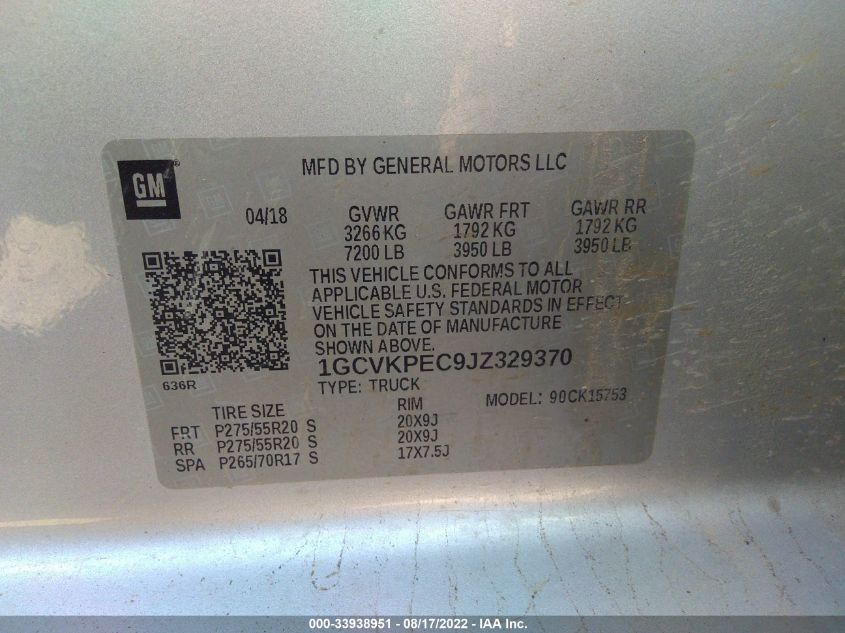 GM®
MFD BY GENERAL MOTORS LLC
04/18 GVWR GAWR FRT GAWR RR
3266 KG 1792 KG 1792 KG
7200 LB 3950 LB 3950 LB
THIS VEHICLE CONFORMS TO ALL
APPLICABLE U.S. FEDERAL MOTOR
VEHICLE SAFETY STANDARDS IN EFFECT
ON THE DATE OF MANUFACTURE
SHOWN ABOVE.
1GCVKPEC9JZ329370
636R
TYPE: TRUCK MODEL: 90CK15753
TIRE SIZE RIM
FRT P275/55R20 S 20X9J
RR P275/55R20 S 20X9J
SPA P265/70R17 S 17X7.5J
000-33938951 - 08/17/2022 - IAA Inc.